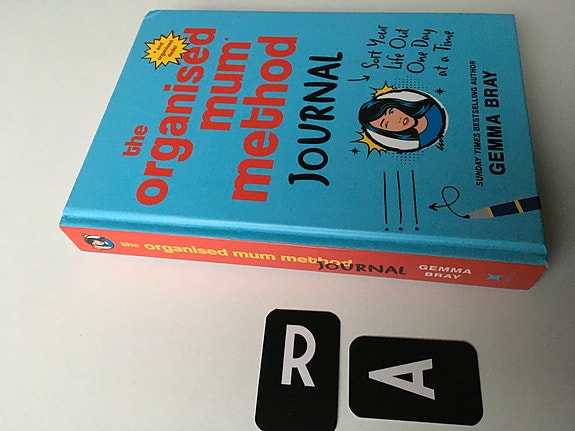 the
organised
mum
method
JOURNAL
Sort Your
Life Out
One Day
at a Time
SUNDAY TIMES BESTSELLING AUTHOR
GEMMA BRAY
the organised mum method
JOURNAL
GEMMA
BRAY
R
A